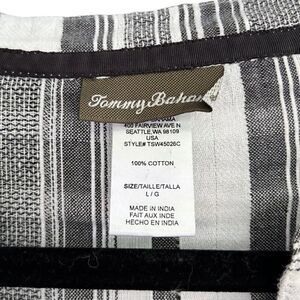 Tommy Baha
400 FAIRVIEW AVE N
SEATTLE, WA 98109
USA
STYLE# TSW45026C
100% COTTON
SIZE/TAILLE/TALLA
L / G
MADE IN INDIA
FAIT AUX INDE
HECHO EN INDIA